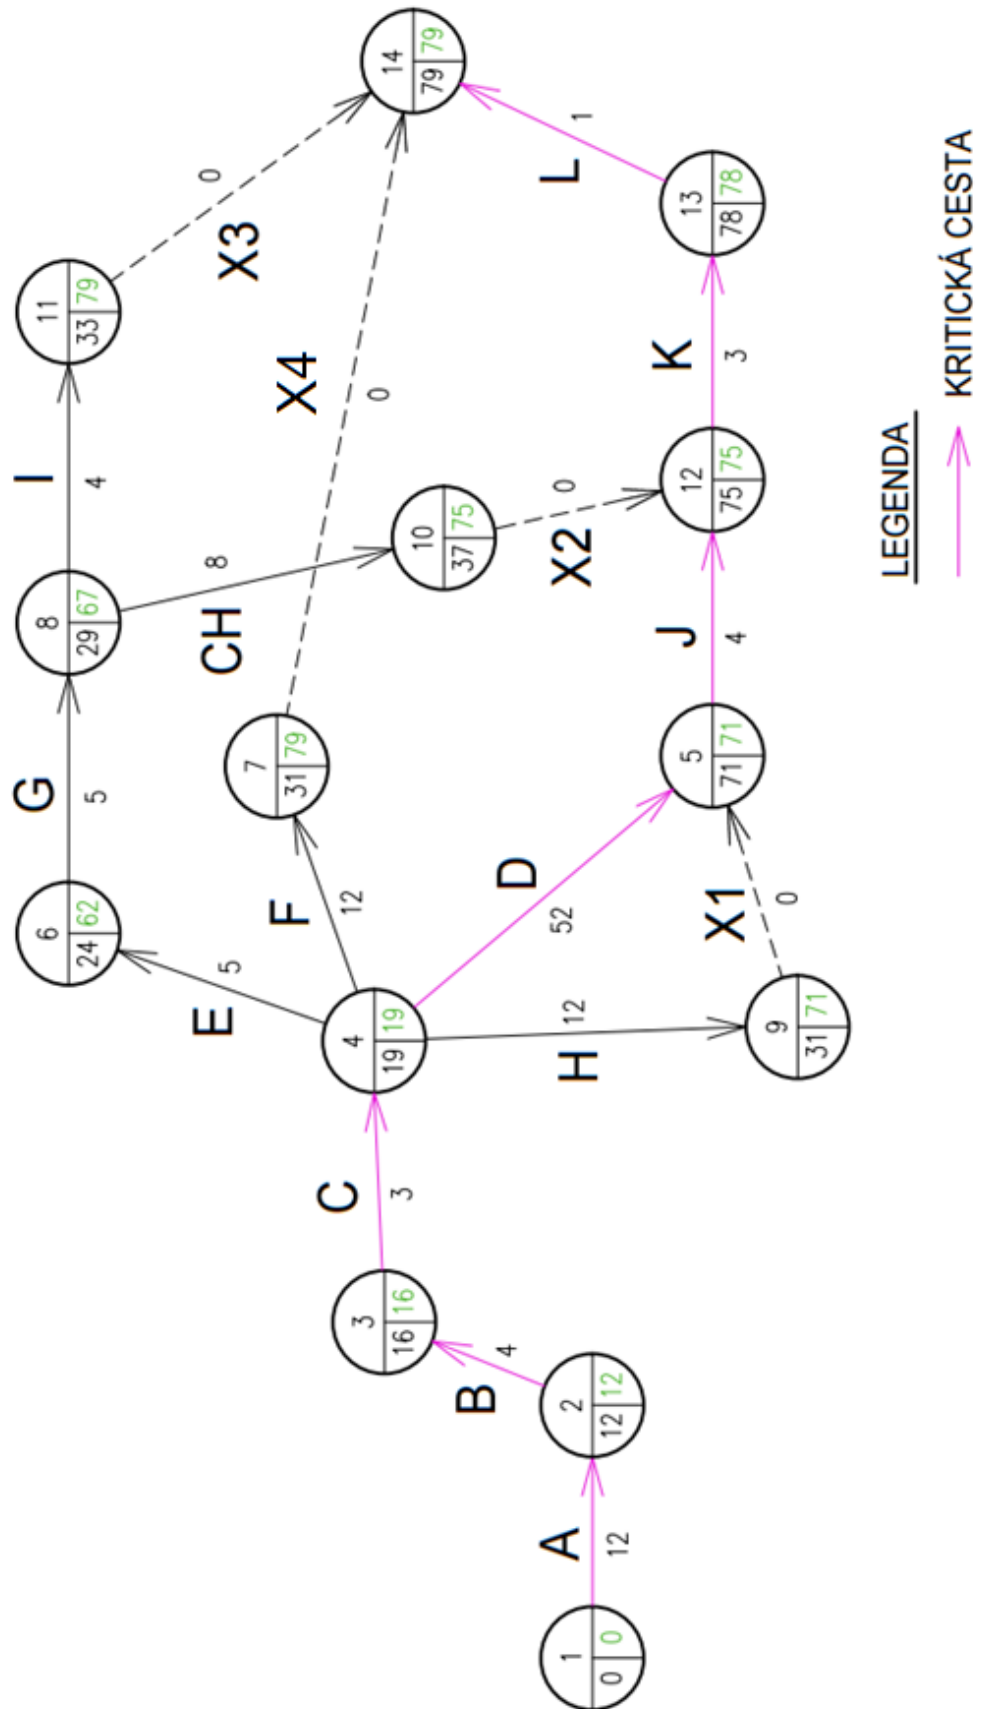 1
0 0
A
12
2
12 12
B
4
3
16 16
C
3
4
19 19
E
5
6
24 62
G
5
8
29 67
I
4
11
33 79
X3
0
F
12
7
31 79
X4
0
CH
8
10
37 75
X2
0
D
52
5
71 71
H
12
9
31 71
X1
0
J
4
12
75 75
K
3
13
78 78
L
1
14
79 79
LEGENDA
KRITICKÁ CESTA